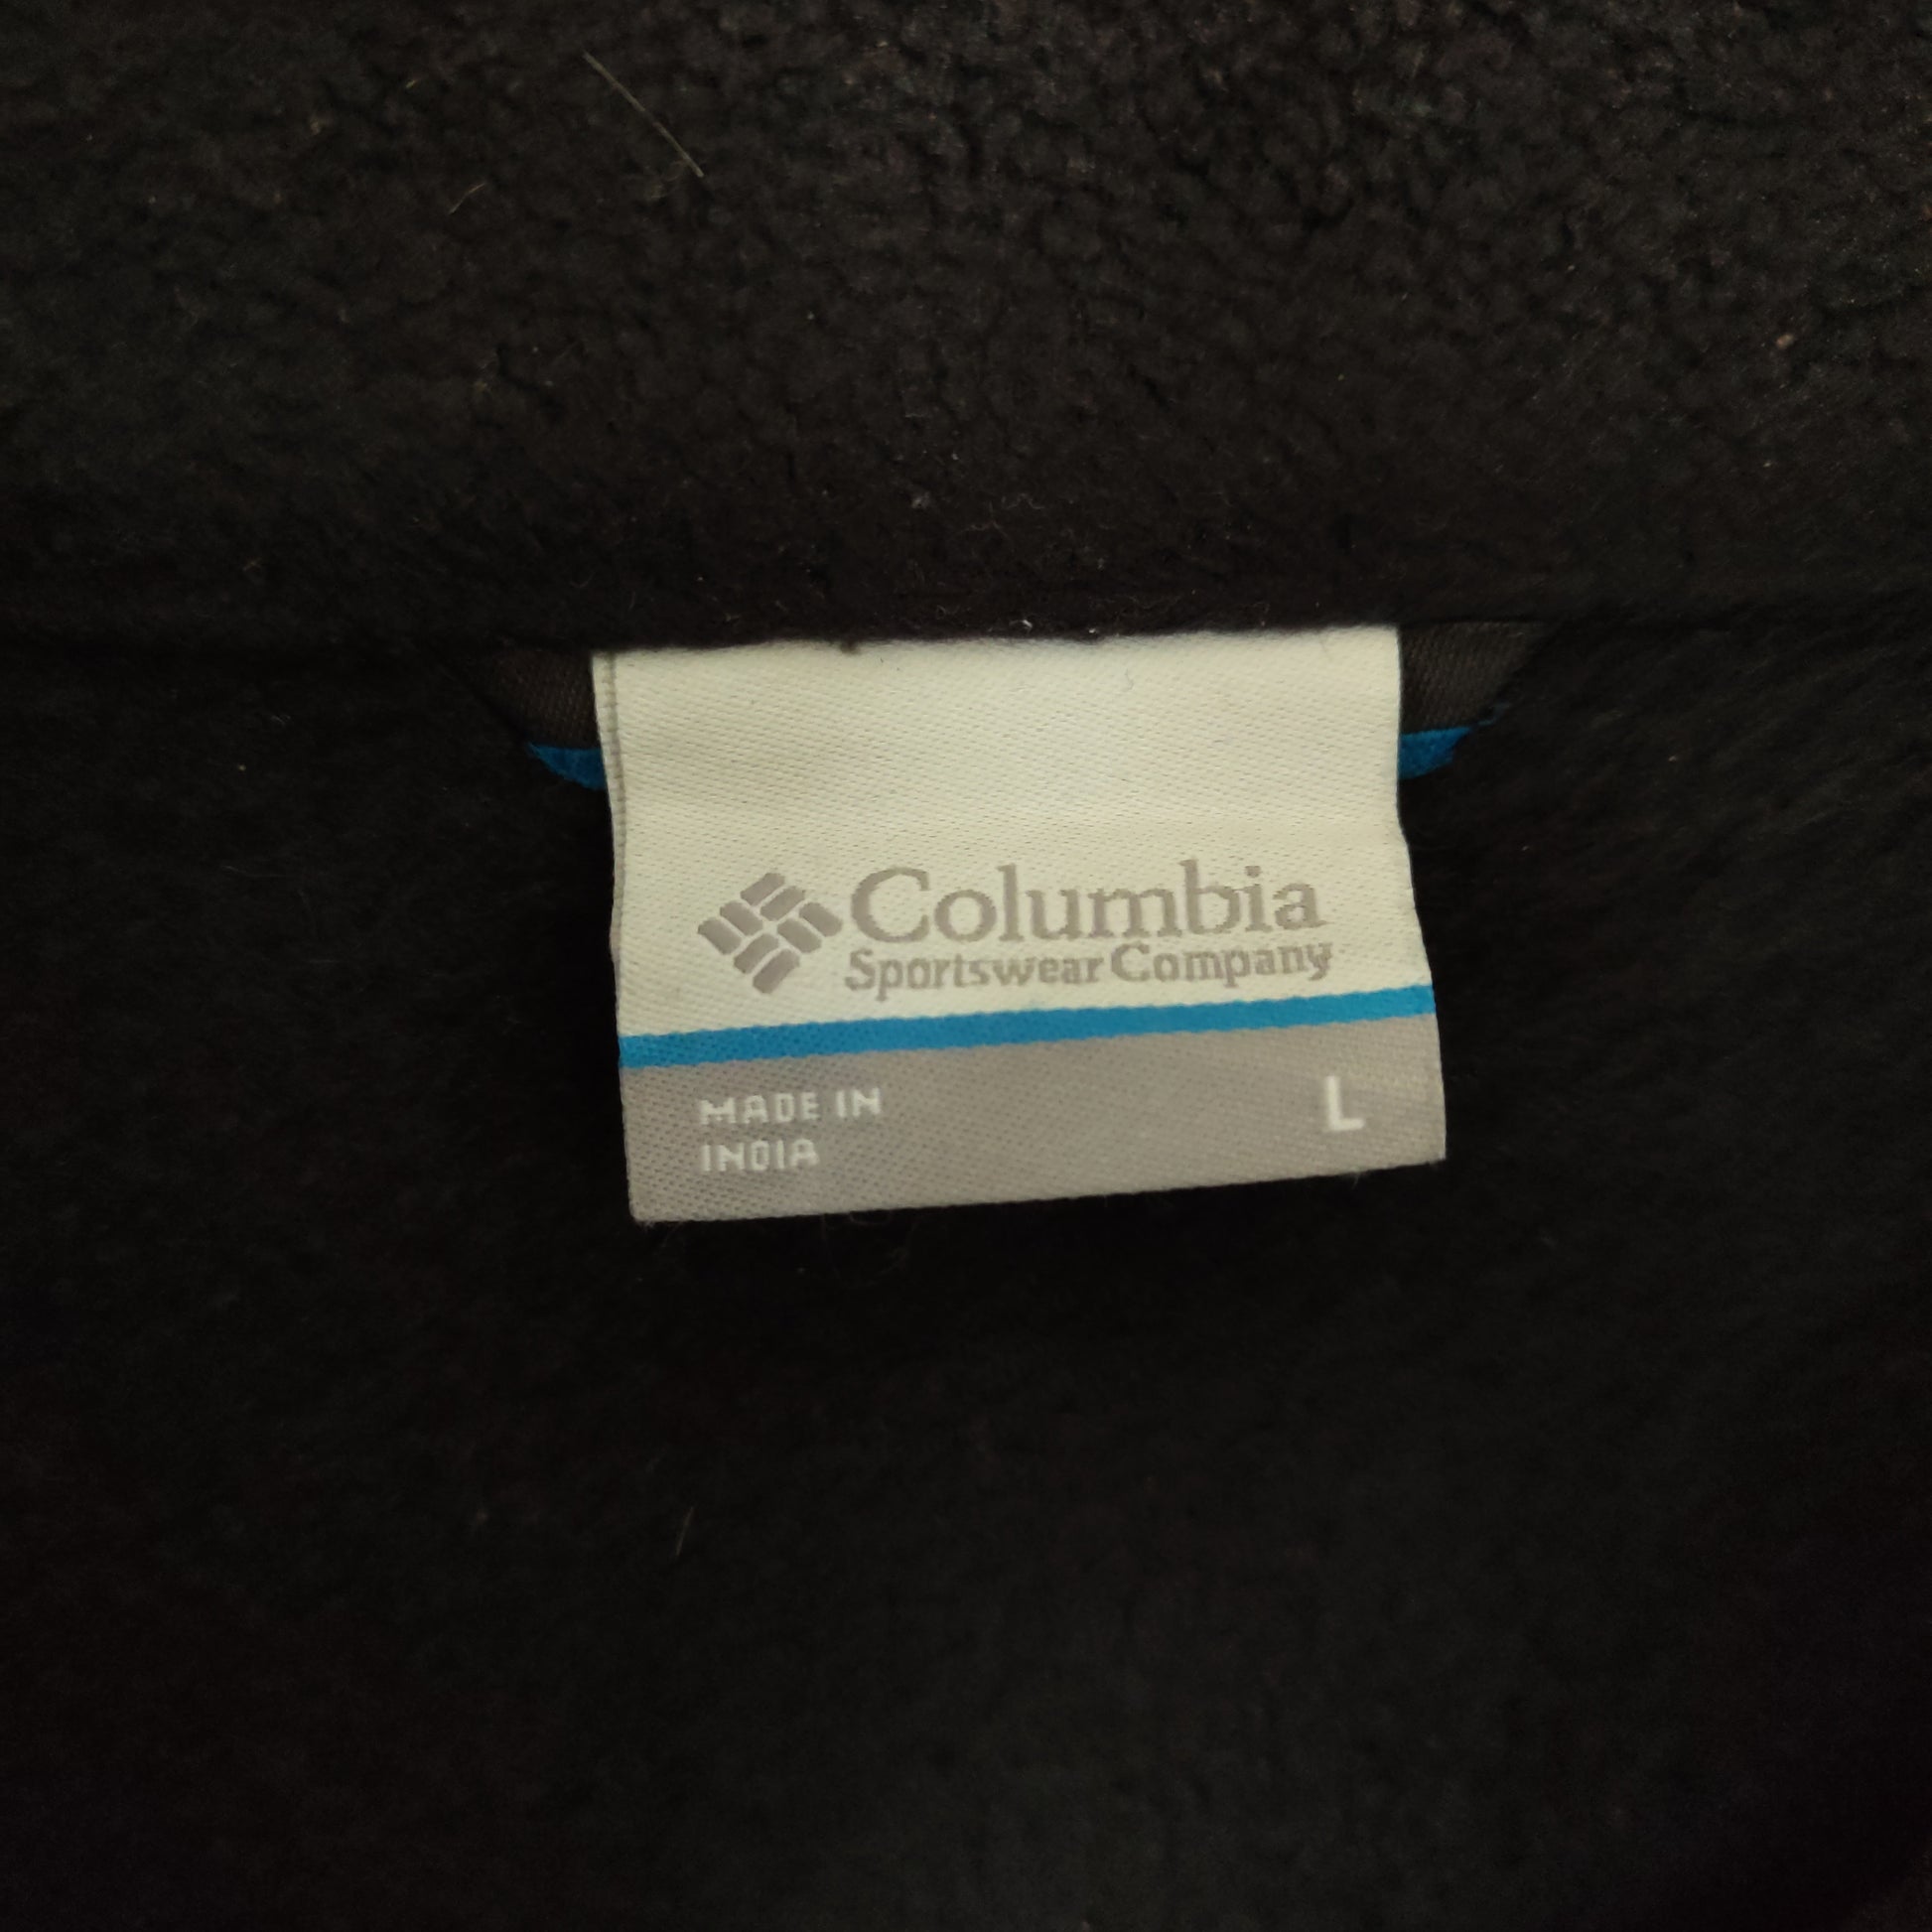 Columbia
Sportswear Company
MADE IN
INDIA
L